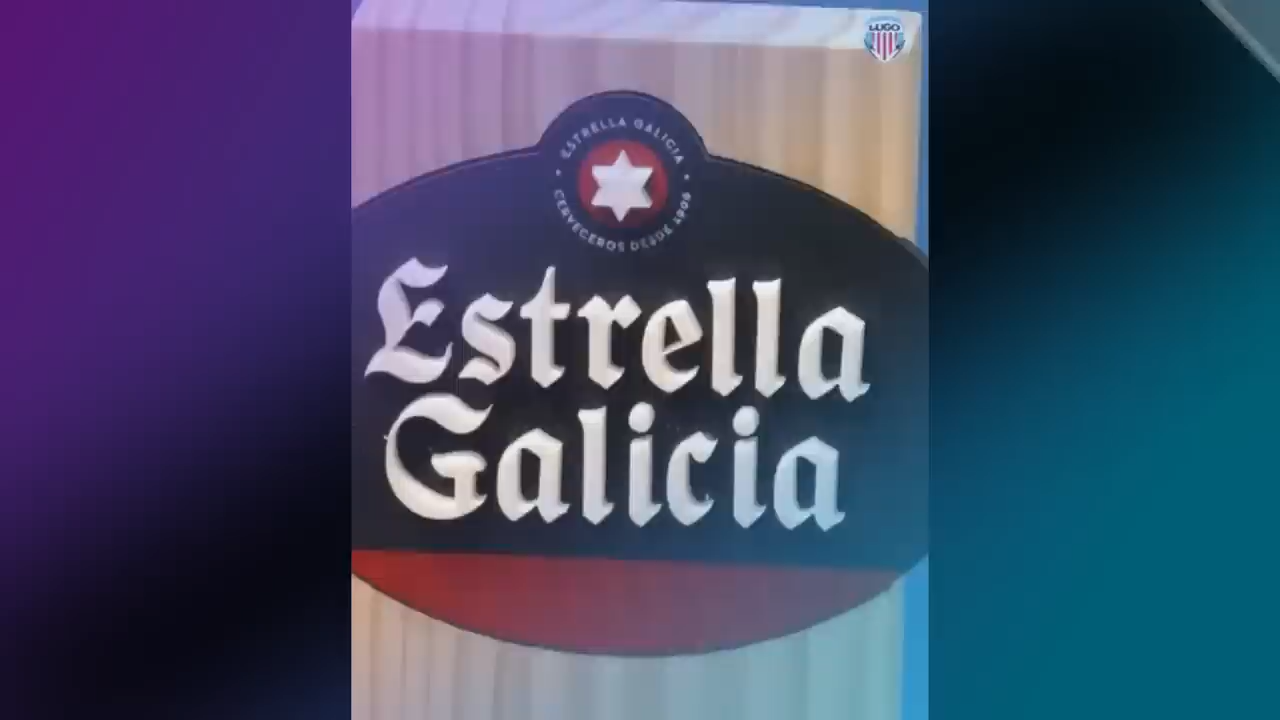 LUGO
ESTRELLA GALICIA
CERVECEROS DESDE 1906
Estrella
Galicia